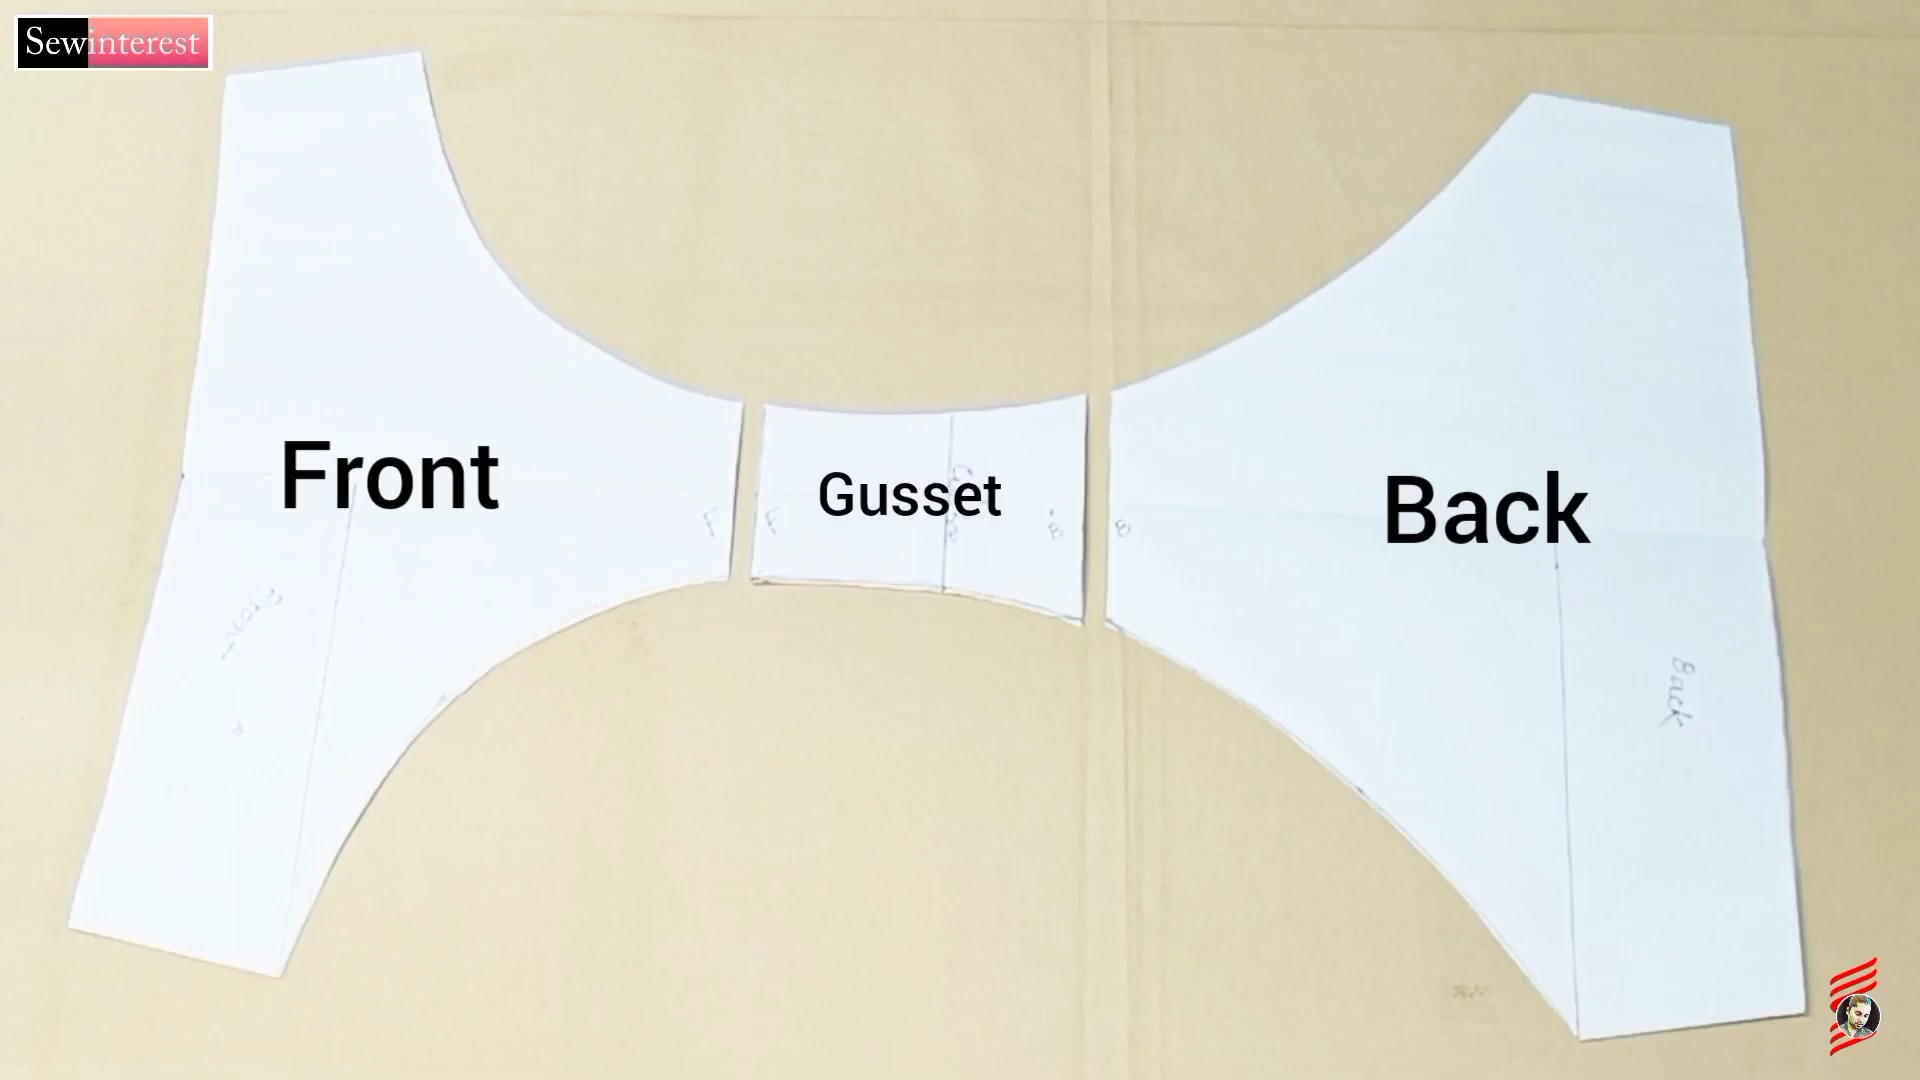 Sewinterest
Front
Gusset
Back
F
F
B
B
Front
F
Back